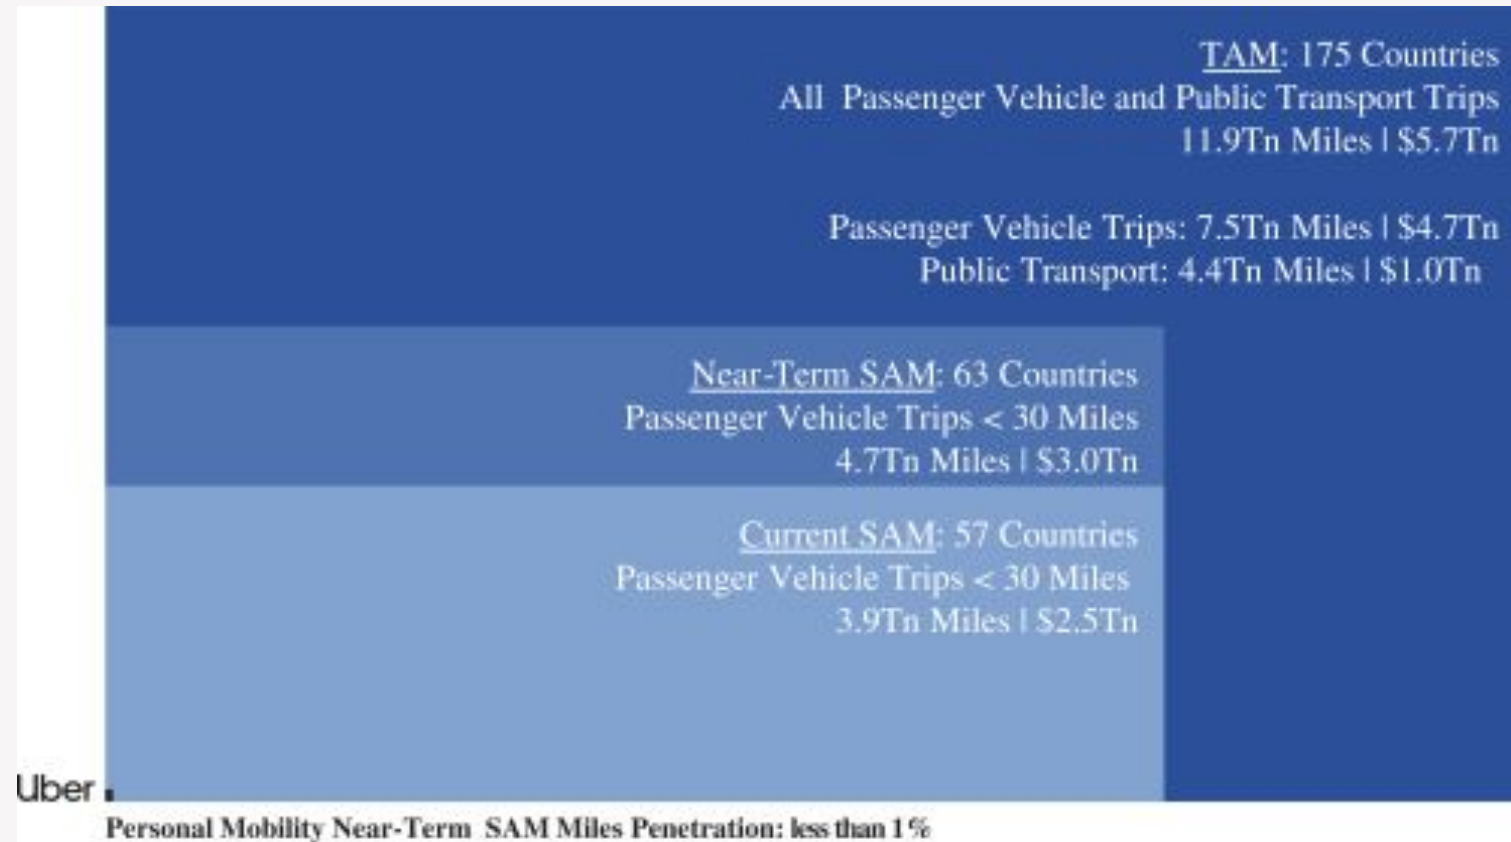 TAM: 175 Countries
All Passenger Vehicle and Public Transport Trips
11.9Tn Miles | $5.7Tn
Passenger Vehicle Trips: 7.5Tn Miles | $4.7Tn
Public Transport: 4.4Tn Miles | $1.0Tn
Near-Term SAM: 63 Countries
Passenger Vehicle Trips < 30 Miles
4.7Tn Miles | $3.0Tn
Current SAM: 57 Countries
Passenger Vehicle Trips < 30 Miles
3.9Tn Miles | $2.5Tn
Uber
Personal Mobility Near-Term SAM Miles Penetration: less than 1%